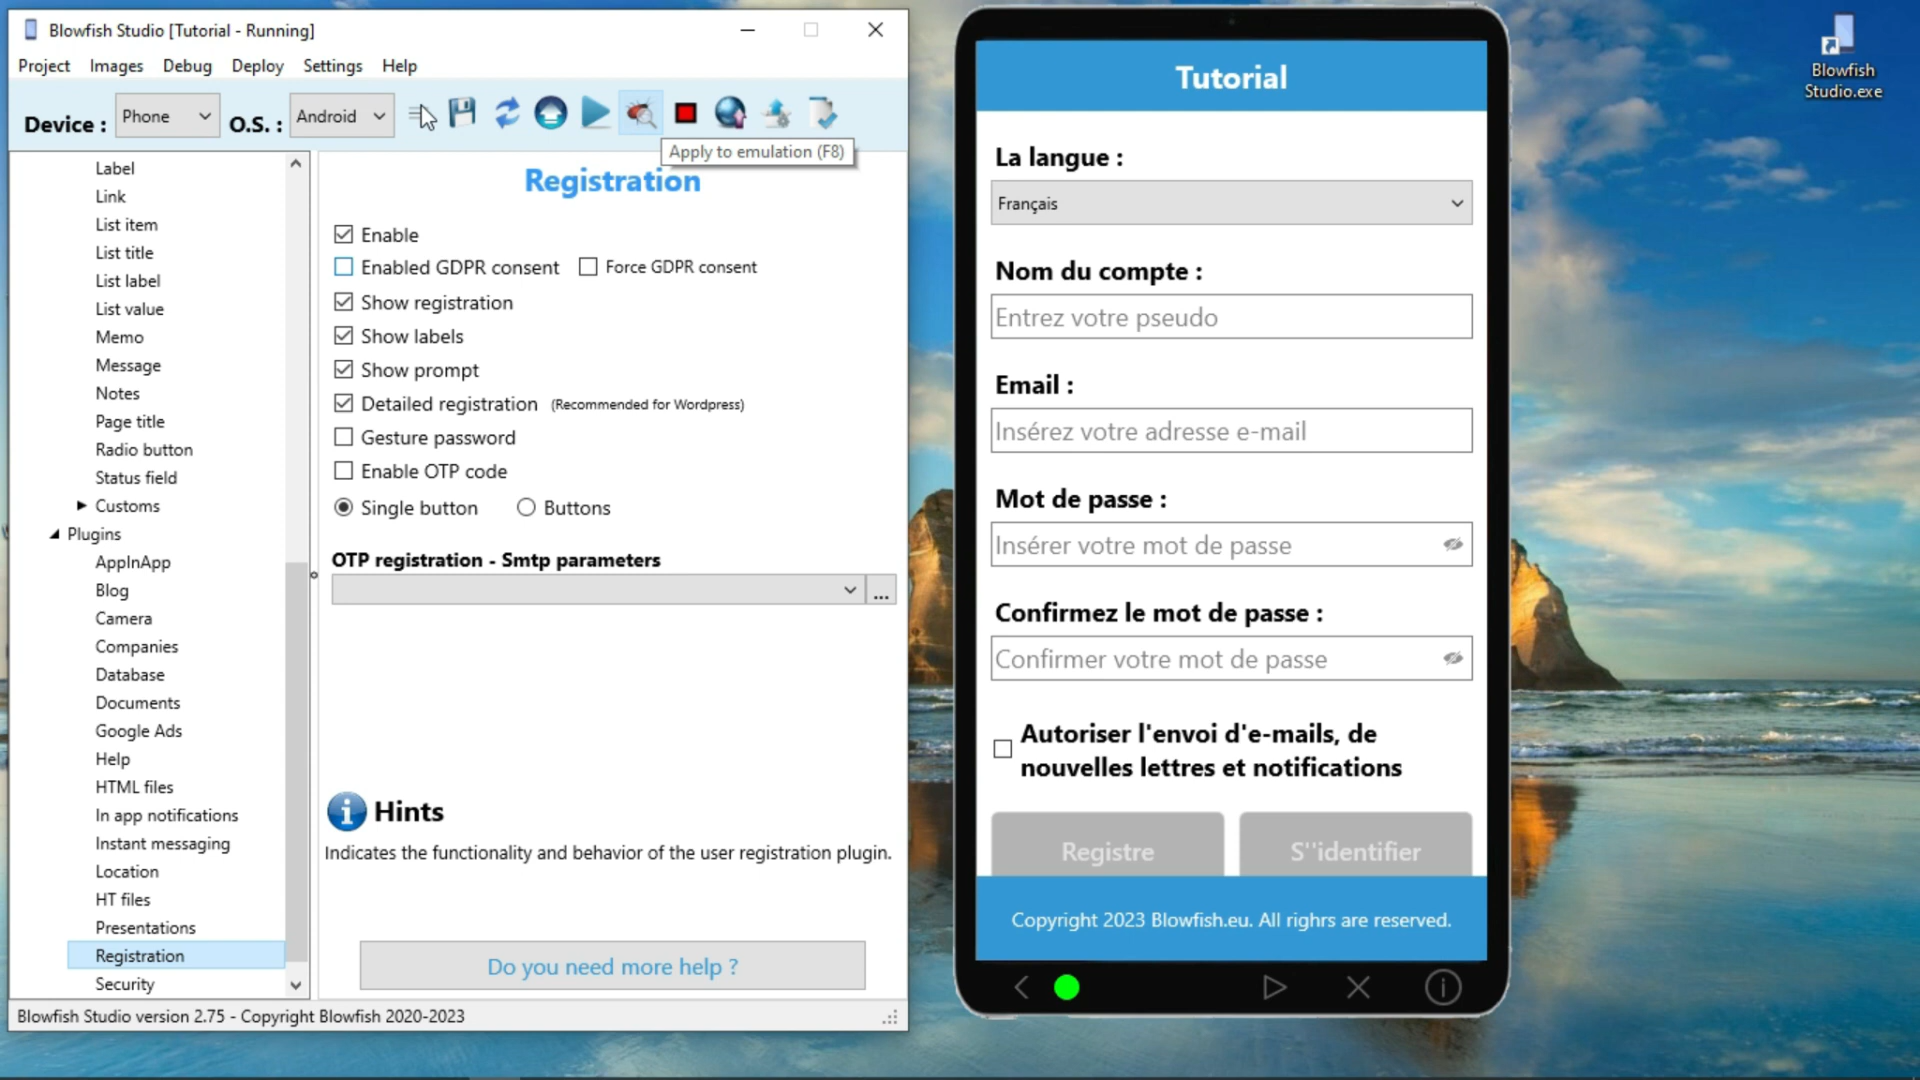 Blowfish Studio [Tutorial - Running]
Project Images Debug Deploy Settings Help
Device : Phone O.S. : Android
Apply to emulation (F8)
Label
Link
List item
List title
List label
List value
Memo
Message
Notes
Page title
Radio button
Status field
Customs
Plugins
AppInApp
Blog
Camera
Companies
Database
Documents
Google Ads
Help
HTML files
In app notifications
Instant messaging
Location
HT files
Presentations
Registration
Security
Registration
Enable
Enabled GDPR consent Force GDPR consent
Show registration
Show labels
Show prompt
Detailed registration (Recommended for Wordpress)
Gesture password
Enable OTP code
Single button Buttons
OTP registration - Smtp parameters
...
Hints
Indicates the functionality and behavior of the user registration plugin.
Do you need more help ?
Blowfish Studio version 2.75 - Copyright Blowfish 2020-2023
Tutorial
La langue :
Français
Nom du compte :
Entrez votre pseudo
Email :
Insérez votre adresse e-mail
Mot de passe :
Insérer votre mot de passe
Confirmez le mot de passe :
Confirmer votre mot de passe
Autoriser l'envoi d'e-mails, de
nouvelles lettres et notifications
Registre S''identifier
Copyright 2023 Blowfish.eu. All righrs are reserved.
Blowfish
Studio.exe